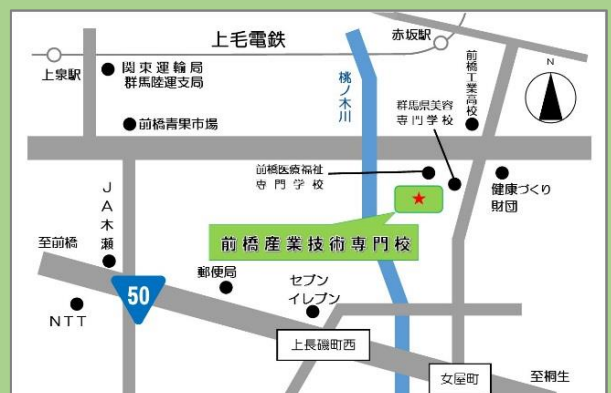 上毛電鉄
赤坂駅
上泉駅
関東運輸局
群馬陸運支局
前橋青果市場
桃ノ木川
前橋工業高校
群馬県美容
専門学校
N
前橋医療福祉
専門学校
健康づくり
財団
前橋産業技術専門校
JA木瀬
至前橋
50
郵便局
セブン
イレブン
NTT
上長磯町西
女屋町
至桐生